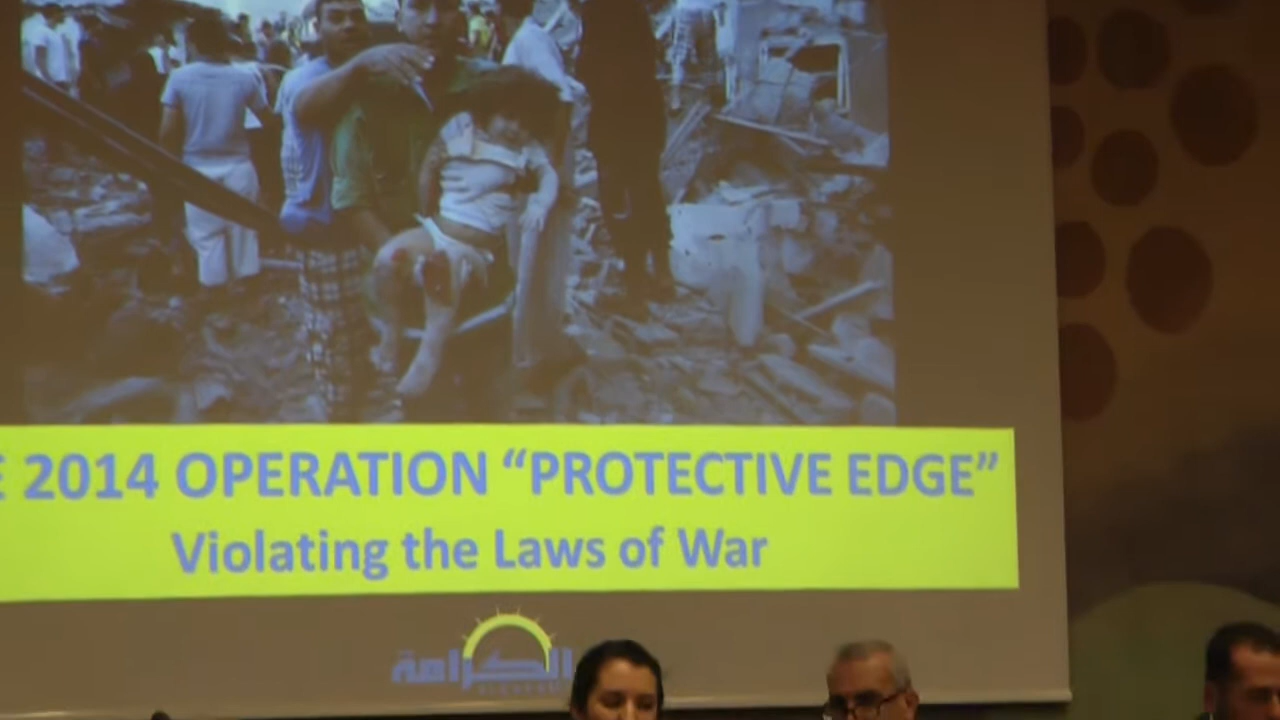 2014 OPERATION “PROTECTIVE EDGE”
Violating the Laws of War
الكرامة